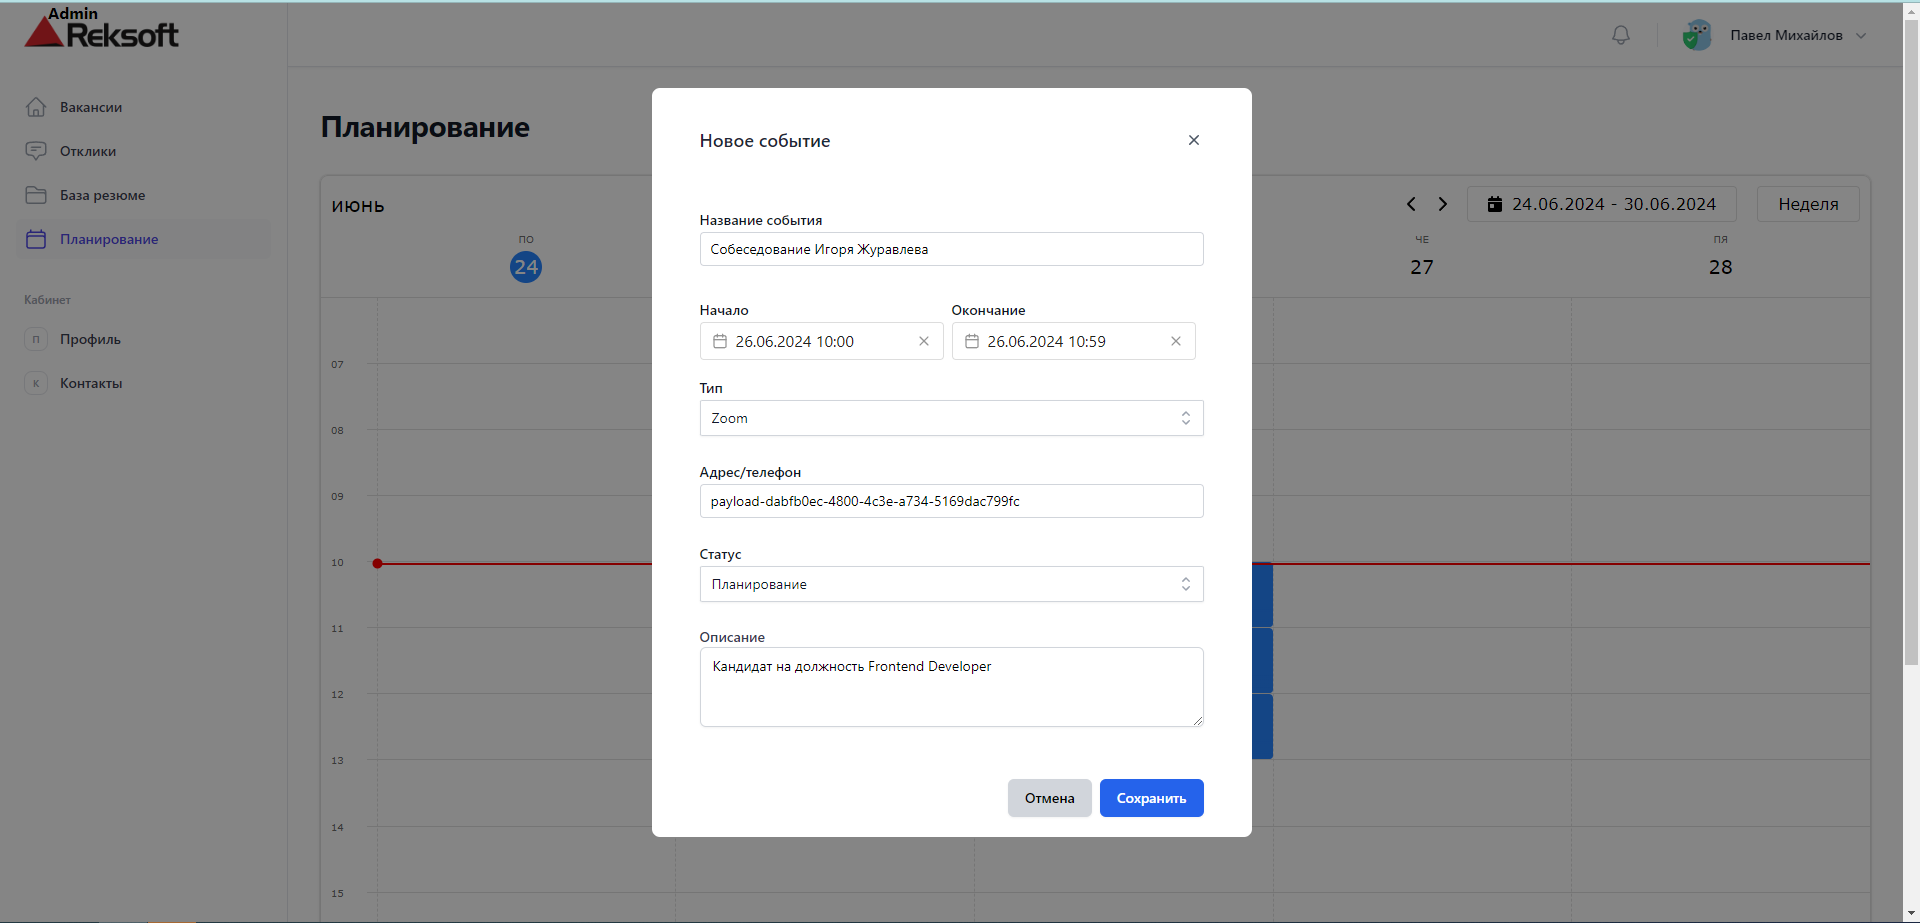 Admin
Reksoft
Павел Михайлов
Вакансии
Отклики
База резюме
Планирование
Кабинет
П
Профиль
К
Контакты
Планирование
ИЮНЬ
24.06.2024 - 30.06.2024
Неделя
ПО
24
ЧЕ
27
ПЯ
28
07
08
09
10
11
12
13
14
15
Новое событие
Название события
Собеседование Игоря Журавлева
Начало
Окончание
26.06.2024 10:00
26.06.2024 10:59
Тип
Zoom
Адрес/телефон
payload-dabfb0ec-4800-4c3e-a734-5169dac799fc
Статус
Планирование
Описание
Кандидат на должность Frontend Developer
Отмена
Сохранить